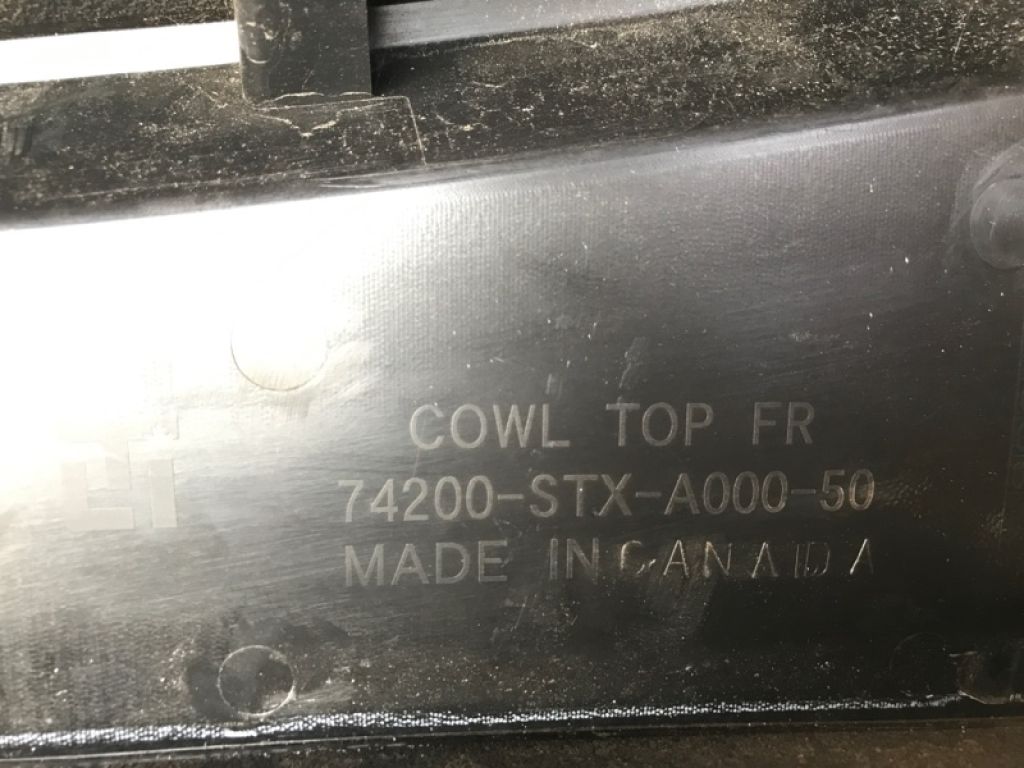 COWL TOP FR
74200-STX-A000-50
MADE IN CANADA